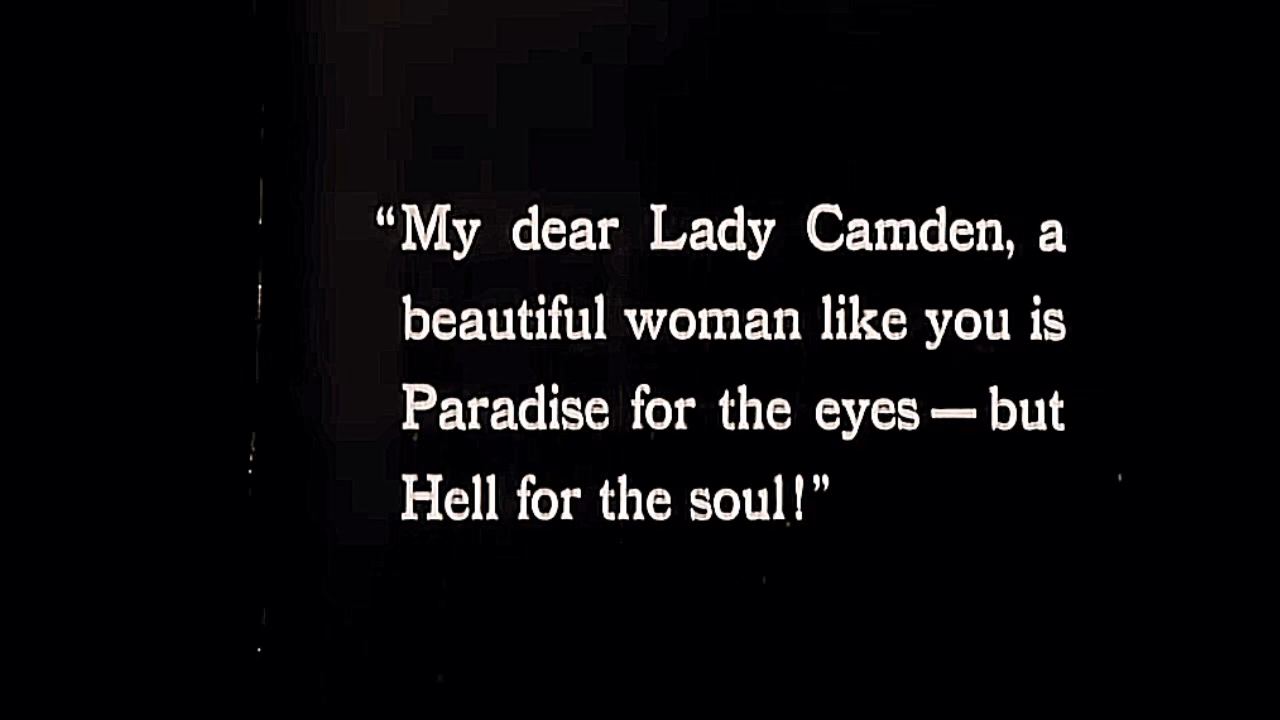 “My dear Lady Camden, a
beautiful woman like you is
Paradise for the eyes — but
Hell for the soul!”